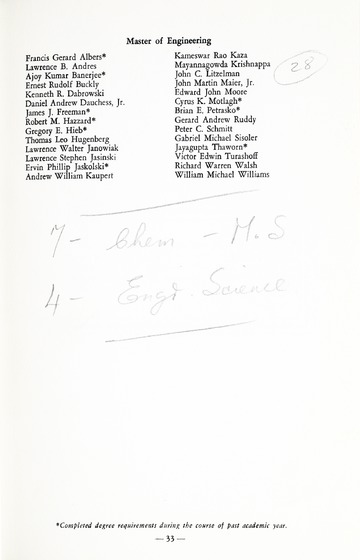 Master of Engineering
Francis Gerard Albers*
Lawrence B. Andres
Ajoy Kumar Banerjee*
Ernest Rudolf Buckly
Kenneth R. Dabrowski
Daniel Andrew Dauchess, Jr.
James J. Freeman*
Robert M. Hazzard*
Gregory E. Hieb*
Thomas Leo Hugenberg
Lawrence Walter Janowiak
Lawrence Stephen Jasinski
Ervin Phillip Jaskolski*
Andrew William Kaupert
Kameswar Rao Kaza
Mayannagowda Krishnappa
John C. Litzelman
John Martin Maier, Jr.
Edward John Moore
Cyrus K. Motlagh*
Brian E. Petrasko*
Gerard Andrew Ruddy
Peter C. Schmitt
Gabriel Michael Sisoler
Jayagupta Thaworn*
Victor Edwin Turashoff
Richard Warren Walsh
William Michael Williams
28
7 - Chem - M.S
4 - Engr. Science
*Completed degree requirements during the course of past academic year.
— 33 —